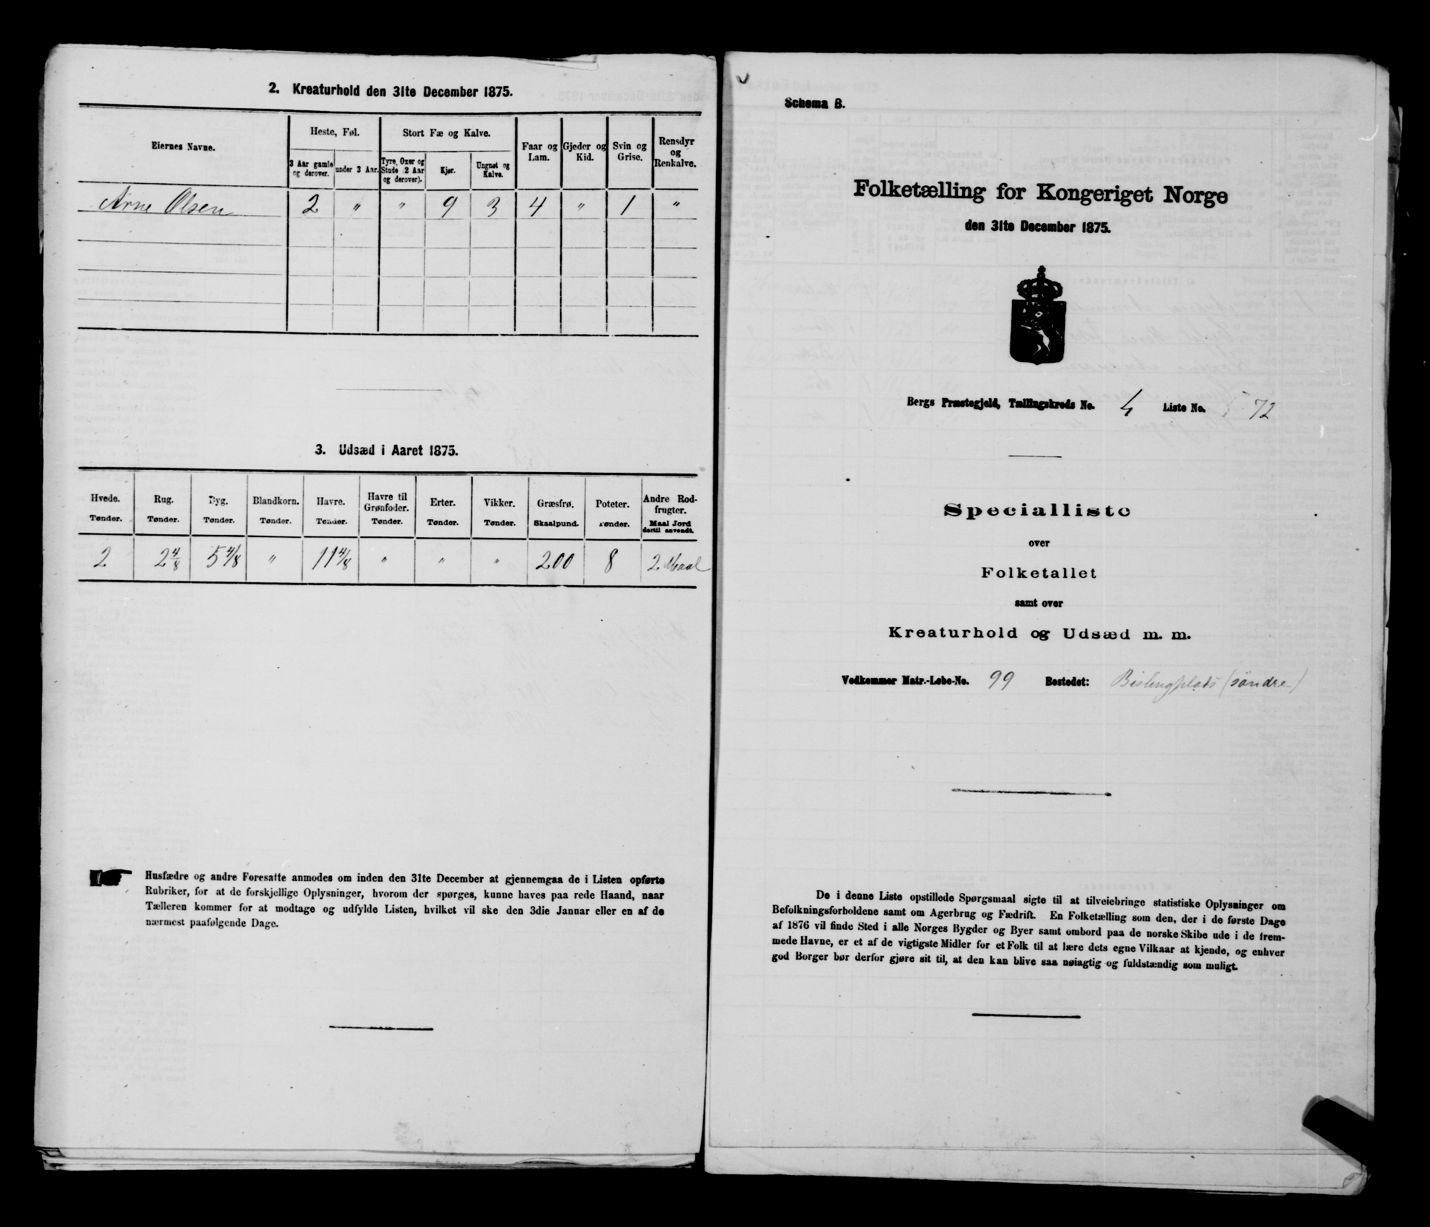 2. Kreaturhold den 31te December 1875.
Eiernes Navne.
Heste, Føl.
Stort Fæ og Kalve.
Faar og Lam.
Gjeder og Kid.
Svin og Grise.
Rensdyr og Renkalve.
3 Aar gamle og derover.
under 3 Aar.
Tyre, Oxer og Stude (2 Aar og derover).
Kjør.
Ungnøt og Kalve.
Arne Olsen 2 " " 9 3 4 " 1 "
3. Udsæd i Aaret 1875.
Hvede. Rug. Byg. Blandkorn. Havre. Havre til Grønfoder. Erter. Vikker. Græsfrø. Poteter. Andre Rodfrugter.
Tønder. Tønder. Tønder. Tønder. Tønder. Tønder. Tønder. Tønder. Skaalpund. Tønder. Maal Jord dertil anvendt.
2 2 4/8 5 4/8 " 11 4/8 " " " 200 8 2 Maal
Husfædre og andre Foresatte anmodes om inden den 31te December at gjennemgaa de i Listen opførte
Rubriker, for at de forskjellige Oplysninger, hvorom der spørges, kunne haves paa rede Haand, naar
Tælleren kommer for at modtage og udfylde Listen, hvilket vil ske den 3die Januar eller en af de
nærmest paafølgende Dage.
Schema B.
Folketælling for Kongeriget Norge
den 31te December 1875.
Bergs Præstegjeld, Tællingskreds No. 4 Liste No. 72
Specialliste
over
Folketallet
samt over
Kreaturhold og Udsæd m. m.
Vedkommer Matr.-Løbe-No. 99 Bostedet: (søndre)
De i denne Liste opstillede Spørgsmaal sigte til at tilveiebringe statistiske Oplysninger om
Befolkningsforholdene samt om Agerbrug og Fædrift. En Folketælling som den, der i de første Dage
af 1876 vil finde Sted i alle Norges Bygder og Byer samt ombord paa de norske Skibe ude i de frem-
mede Havne, er et af de vigtigste Midler for et Folk til at lære dets egne Vilkaar at kjende, og enhver
god Borger bør derfor gjøre sit til, at den kan blive saa nøiagtig og fuldstændig som muligt.